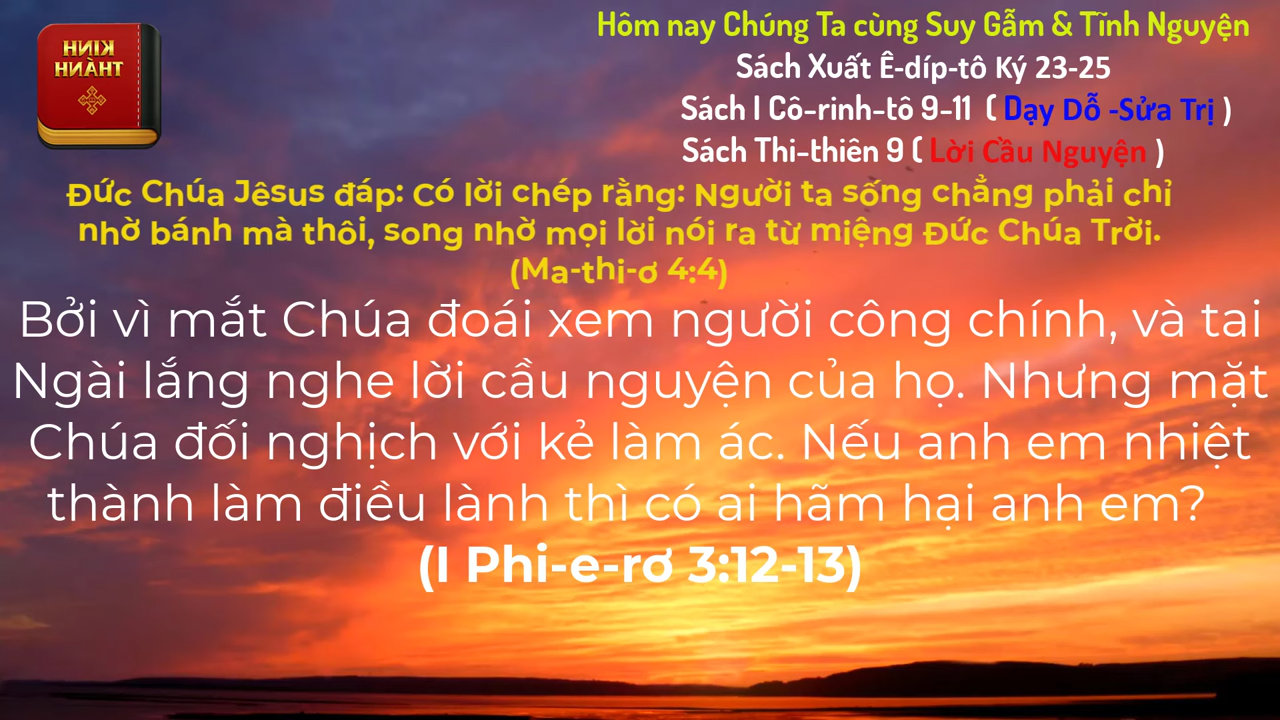 KINH
THÀNH
Hôm nay Chúng Ta cùng Suy Gẫm & Tĩnh Nguyện
Sách Xuất Ê-díp-tô Ký 23-25
Sách I Cô-rinh-tô 9-11 ( Dạy Dỗ -Sửa Trị )
Sách Thi-thiên 9 ( Lời Cầu Nguyện )
Đức Chúa Jêsus đáp: Có lời chép rằng: Người ta sống chẳng phải chỉ
nhờ bánh mà thôi, song nhờ mọi lời nói ra từ miệng Đức Chúa Trời.
(Ma-thi-ơ 4:4)
Bởi vì mắt Chúa đoái xem người công chính, và tai
Ngài lắng nghe lời cầu nguyện của họ. Nhưng mặt
Chúa đối nghịch với kẻ làm ác. Nếu anh em nhiệt
thành làm điều lành thì có ai hãm hại anh em?
(I Phi-e-rơ 3:12-13)